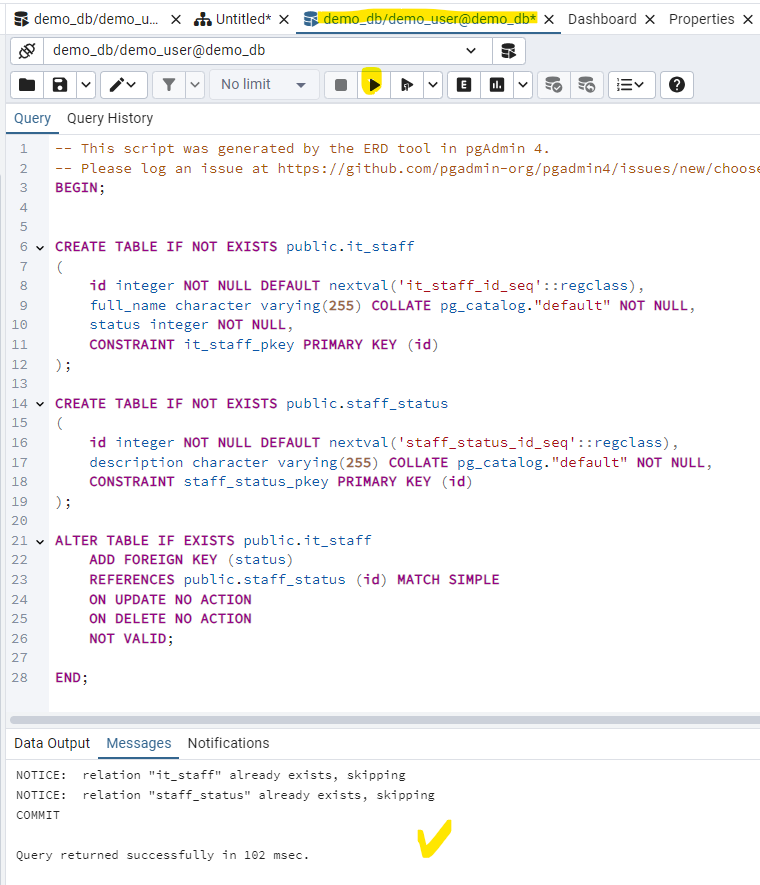 demo_db/demo_u... Untitled* demo_db/demo_user@demo_db* Dashboard Properties
demo_db/demo_user@demo_db
No limit E
Query Query History
1 -- This script was generated by the ERD tool in pgAdmin 4.
2 -- Please log an issue at https://github.com/pgadmin-org/pgadmin4/issues/new/choose
3 BEGIN;
4
5
6 CREATE TABLE IF NOT EXISTS public.it_staff
7 (
8 id integer NOT NULL DEFAULT nextval('it_staff_id_seq'::regclass),
9 full_name character varying(255) COLLATE pg_catalog."default" NOT NULL,
10 status integer NOT NULL,
11 CONSTRAINT it_staff_pkey PRIMARY KEY (id)
12 );
13
14 CREATE TABLE IF NOT EXISTS public.staff_status
15 (
16 id integer NOT NULL DEFAULT nextval('staff_status_id_seq'::regclass),
17 description character varying(255) COLLATE pg_catalog."default" NOT NULL,
18 CONSTRAINT staff_status_pkey PRIMARY KEY (id)
19 );
20
21 ALTER TABLE IF EXISTS public.it_staff
22 ADD FOREIGN KEY (status)
23 REFERENCES public.staff_status (id) MATCH SIMPLE
24 ON UPDATE NO ACTION
25 ON DELETE NO ACTION
26 NOT VALID;
27
28 END;
Data Output Messages Notifications
NOTICE: relation "it_staff" already exists, skipping
NOTICE: relation "staff_status" already exists, skipping
COMMIT
Query returned successfully in 102 msec.